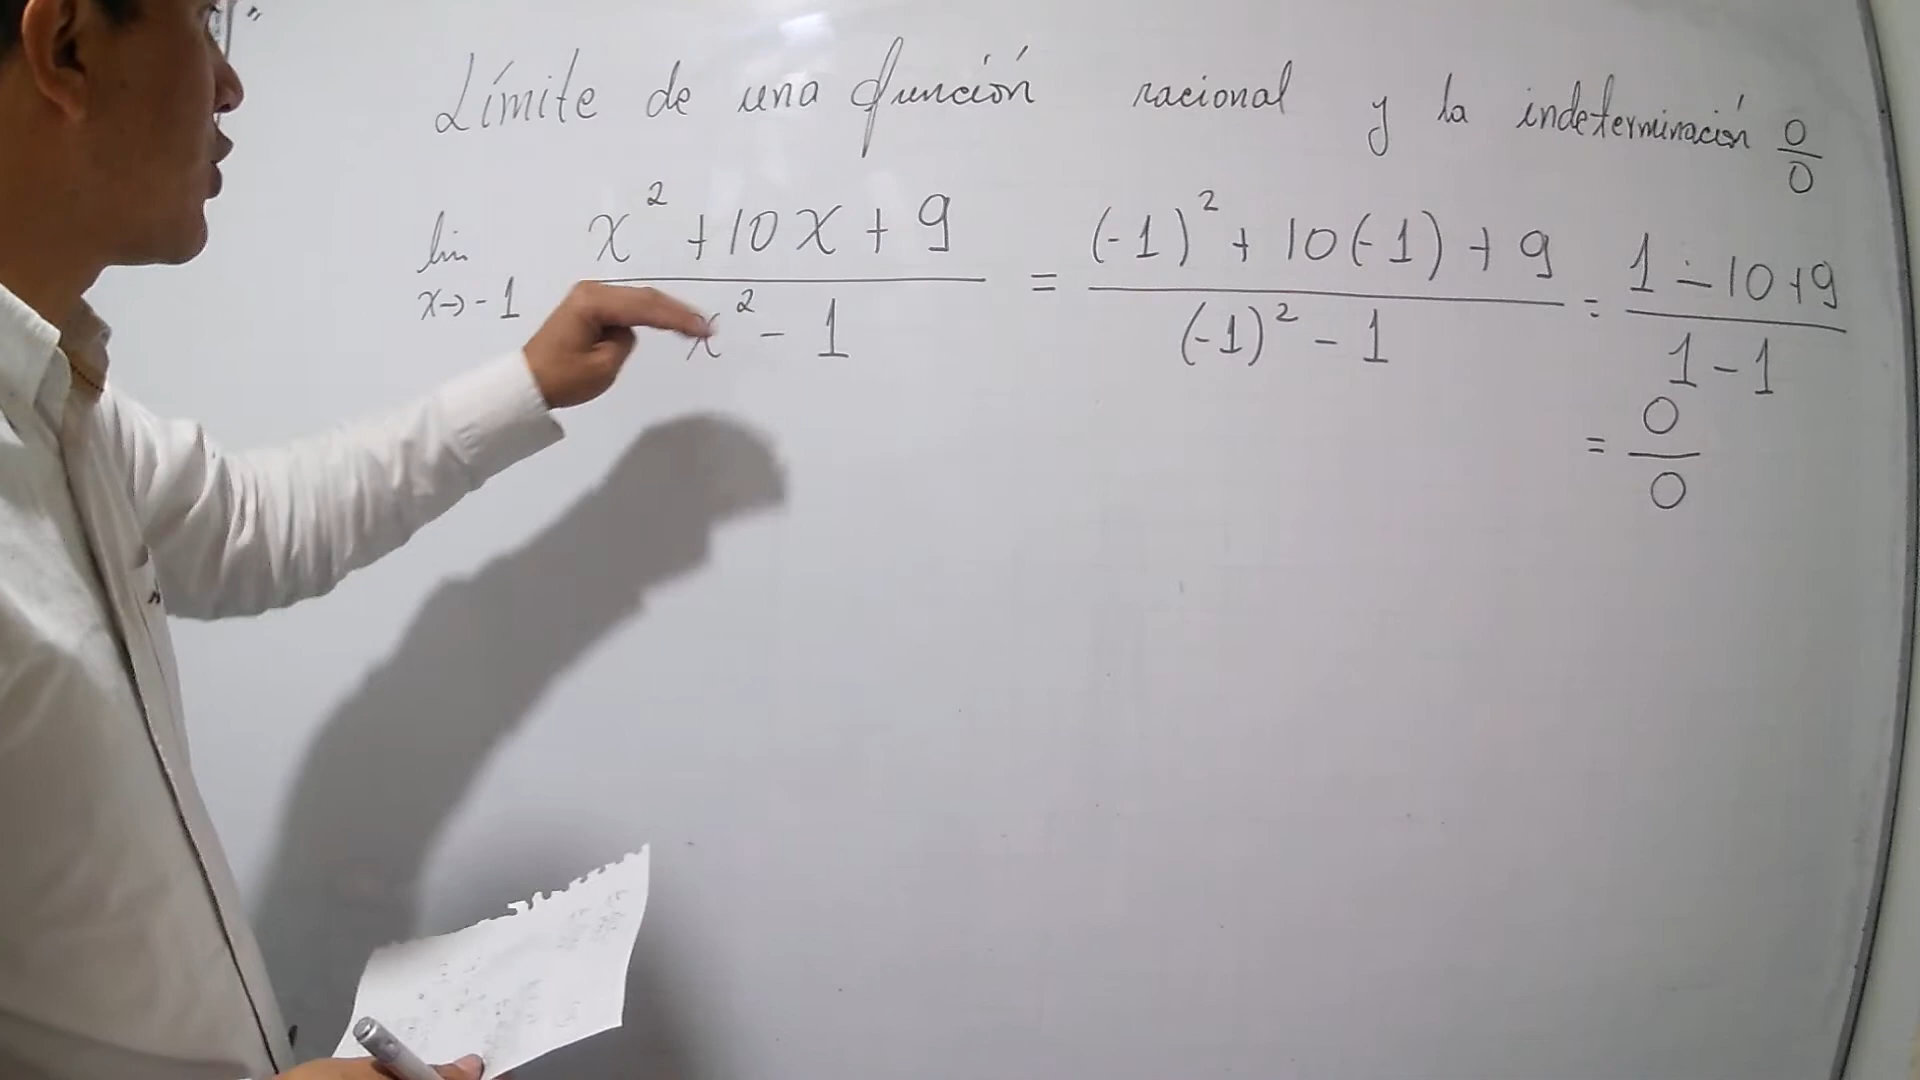 Límite de una función racional y la indeterminación 0/0
lim x→-1 (x² + 10x + 9)/(x² - 1) = ((-1)² + 10(-1) + 9)/((-1)² - 1) = (1 - 10 + 9)/(1 - 1)
= 0/0